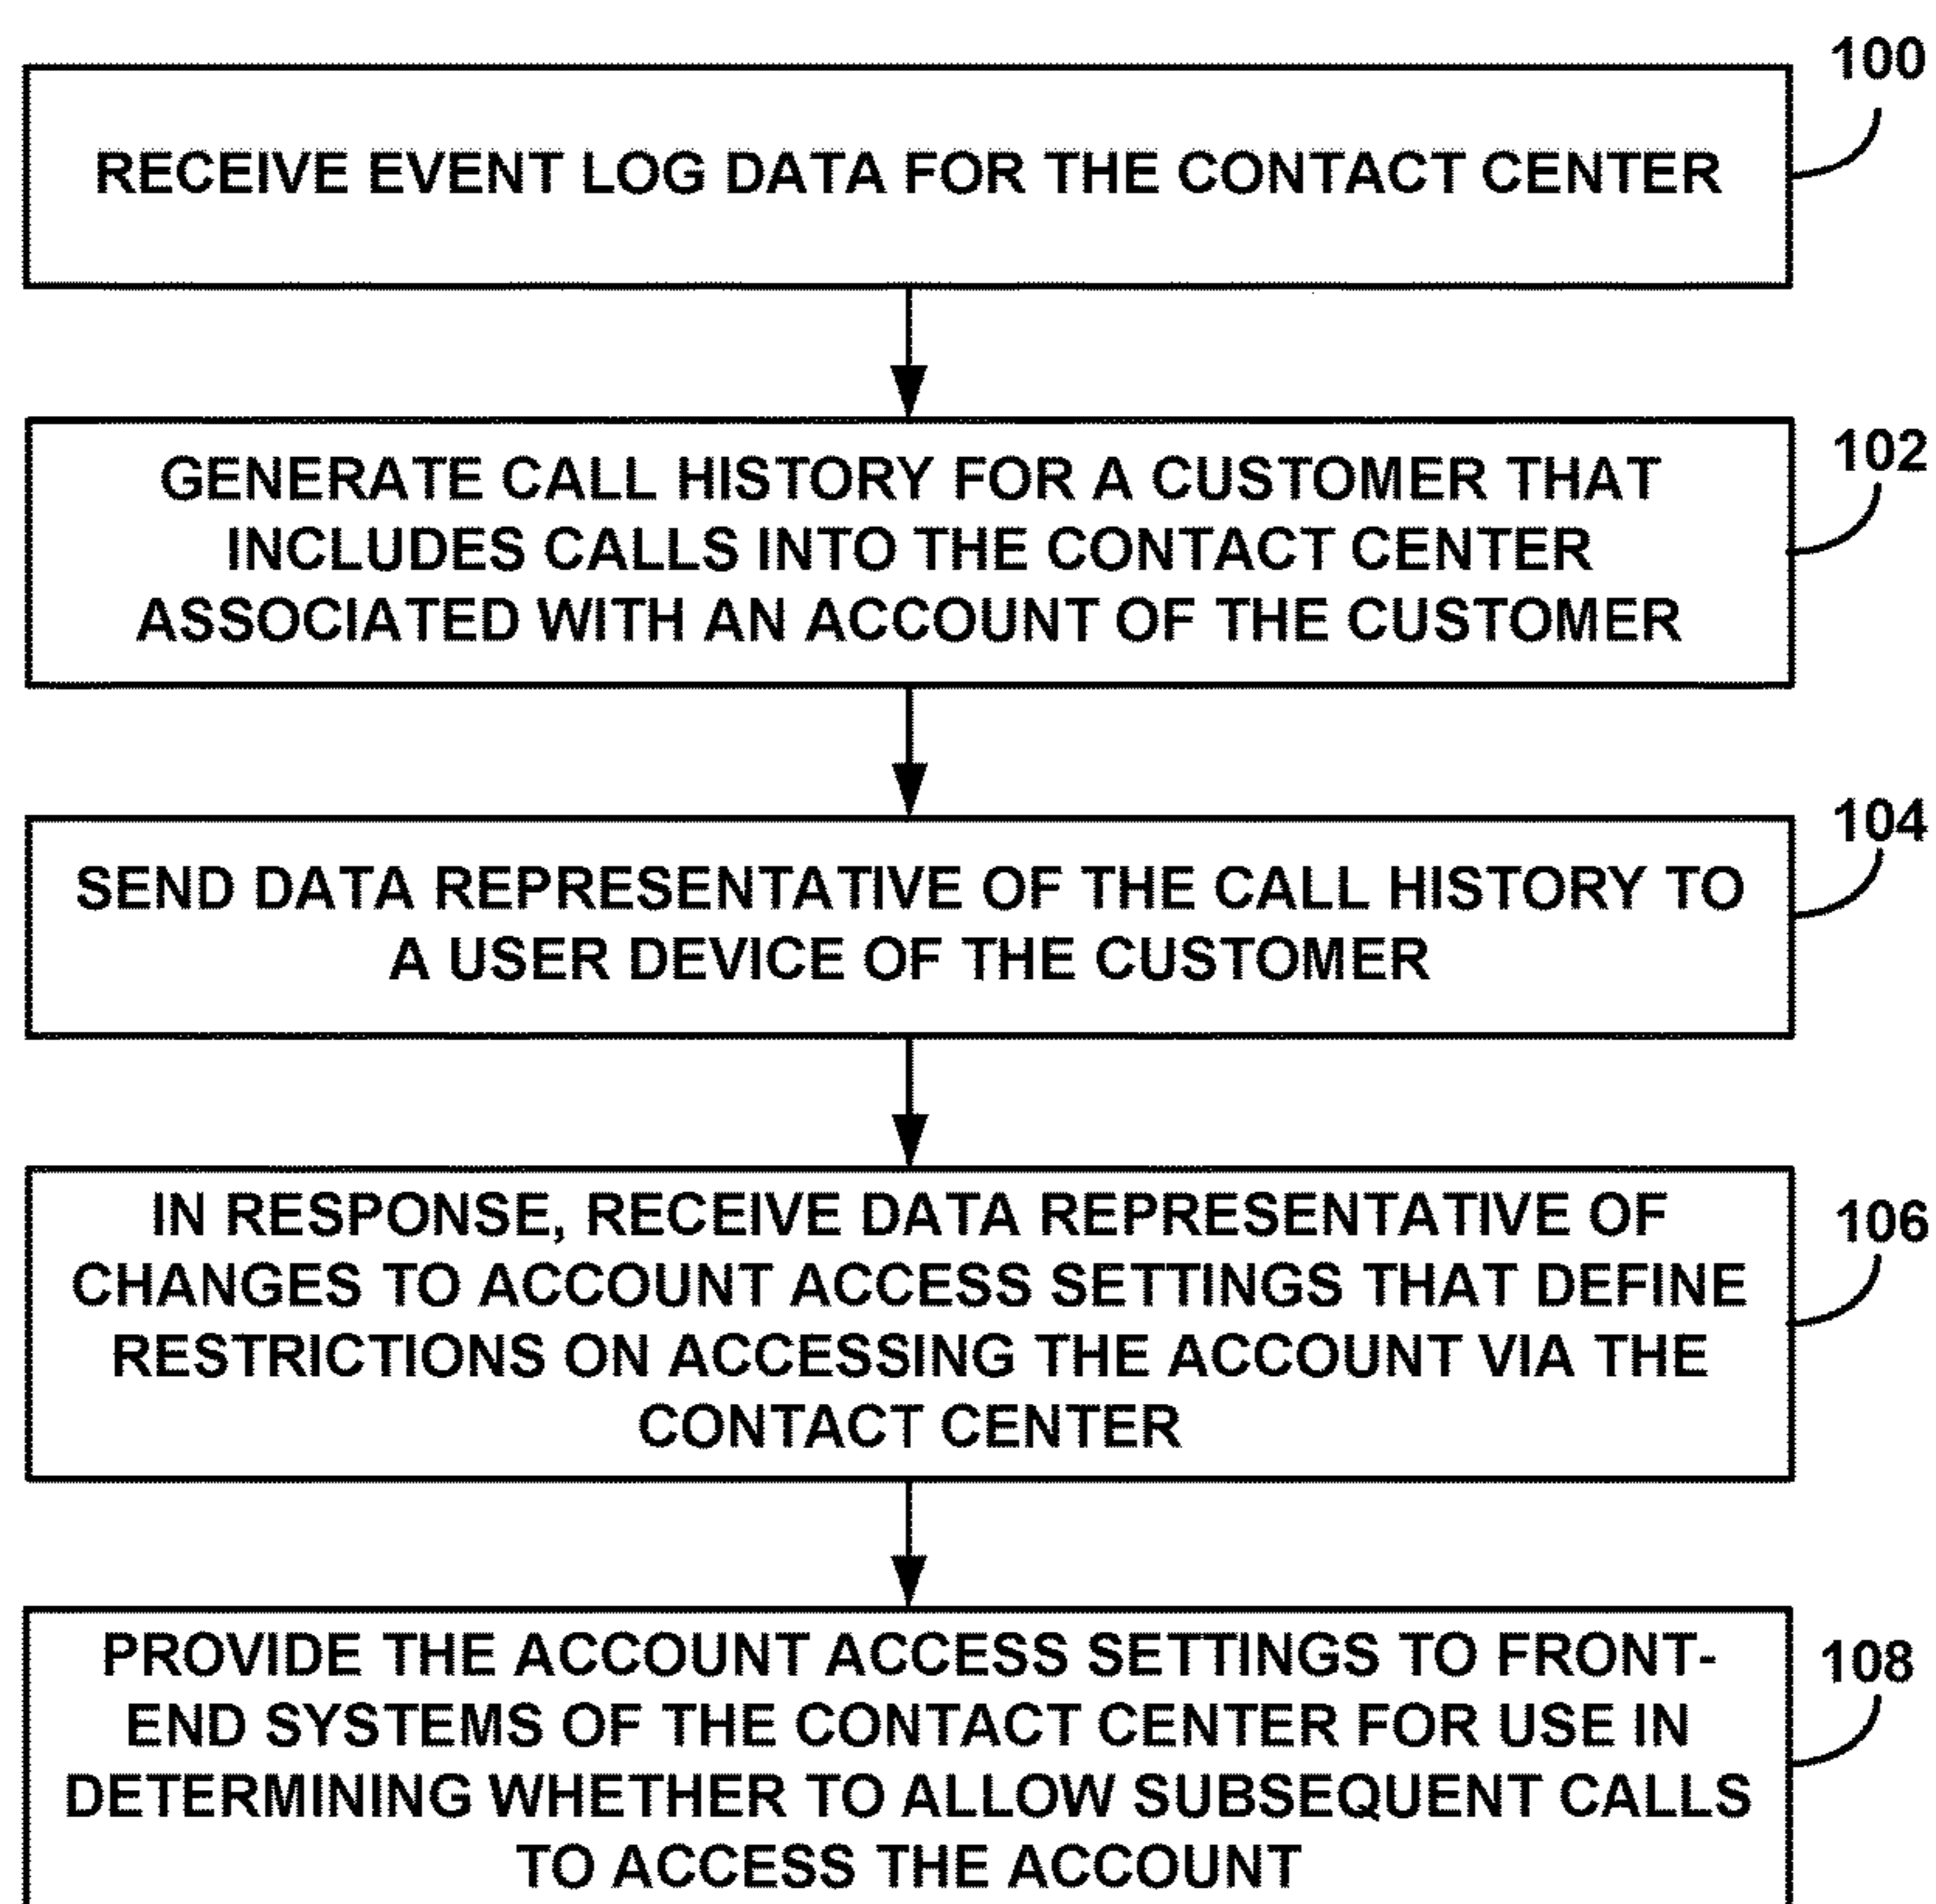 100
RECEIVE EVENT LOG DATA FOR THE CONTACT CENTER
102
GENERATE CALL HISTORY FOR A CUSTOMER THAT
INCLUDES CALLS INTO THE CONTACT CENTER
ASSOCIATED WITH AN ACCOUNT OF THE CUSTOMER
104
SEND DATA REPRESENTATIVE OF THE CALL HISTORY TO
A USER DEVICE OF THE CUSTOMER
106
IN RESPONSE, RECEIVE DATA REPRESENTATIVE OF
CHANGES TO ACCOUNT ACCESS SETTINGS THAT DEFINE
RESTRICTIONS ON ACCESSING THE ACCOUNT VIA THE
CONTACT CENTER
108
PROVIDE THE ACCOUNT ACCESS SETTINGS TO FRONT-
END SYSTEMS OF THE CONTACT CENTER FOR USE IN
DETERMINING WHETHER TO ALLOW SUBSEQUENT CALLS
TO ACCESS THE ACCOUNT